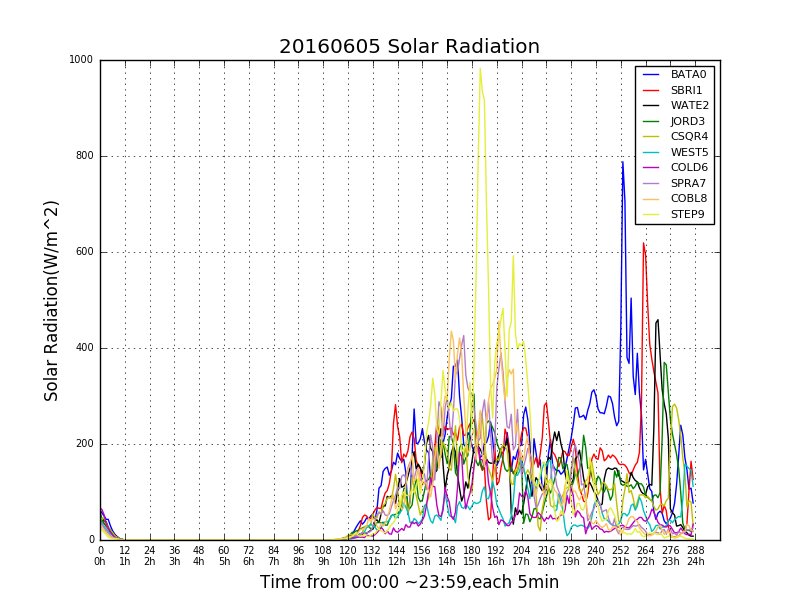 20160605 Solar Radiation
1000
800
600
400
200
0
Solar Radiation(W/m^2)
BATA0
SBRI1
WATE2
JORD3
CSQR4
WEST5
COLD6
SPRA7
COBL8
STEP9
0 12 24 36 48 60 72 84 96 108 120 132 144 156 168 180 192 204 216 228 240 252 264 276 288
0h 1h 2h 3h 4h 5h 6h 7h 8h 9h 10h 11h 12h 13h 14h 15h 16h 17h 18h 19h 20h 21h 22h 23h 24h
Time from 00:00 ~23:59,each 5min